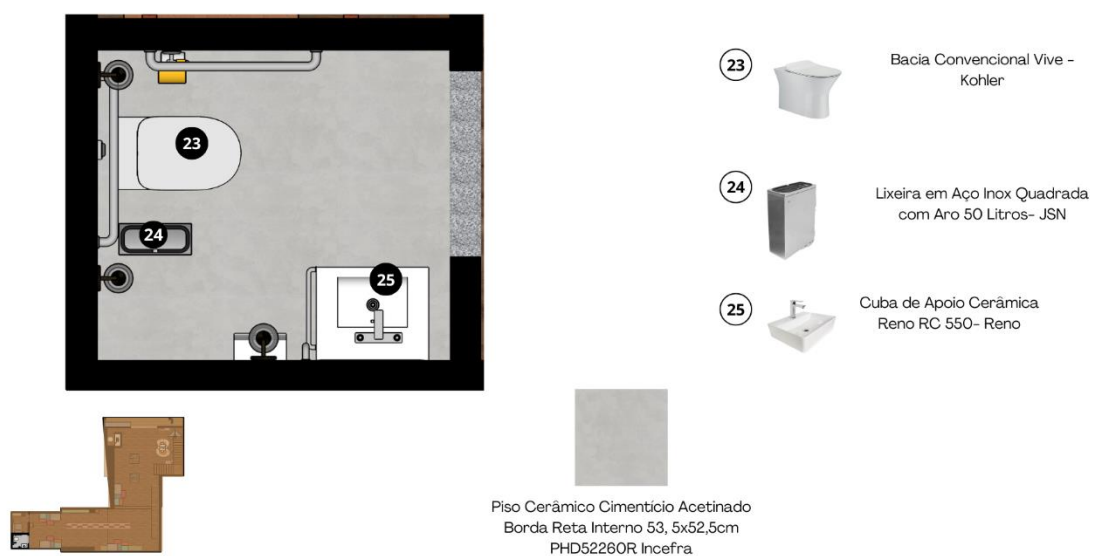 23
24
25
23
Bacia Convencional Vive -
Kohler
24
Lixeira em Aço Inox Quadrada
com Aro 50 Litros- JSN
25
Cuba de Apoio Cerâmica
Reno RC 550- Reno
Piso Cerâmico Cimentício Acetinado
Borda Reta Interno 53, 5x52,5cm
PHD52260R Incefra